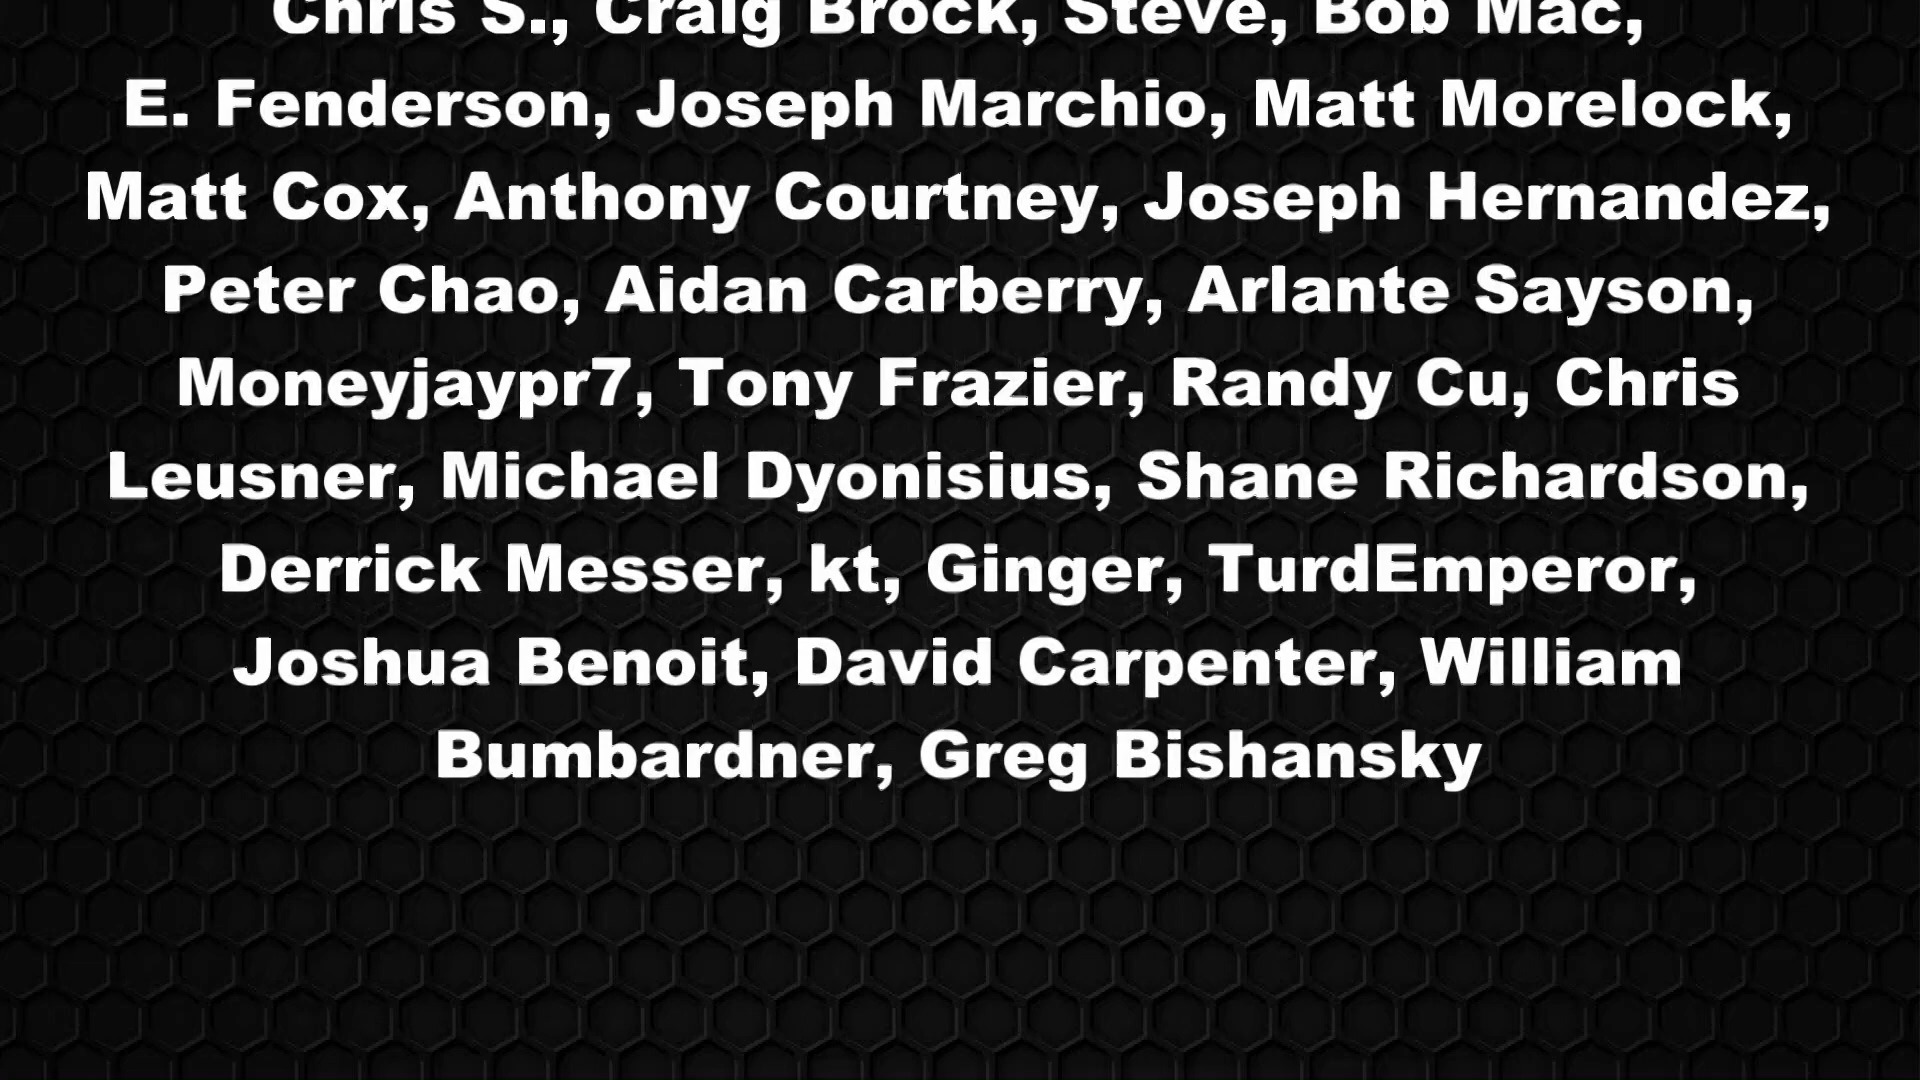 Chris S., Craig Brock, Steve, Bob Mac,
E. Fenderson, Joseph Marchio, Matt Morelock,
Matt Cox, Anthony Courtney, Joseph Hernandez,
Peter Chao, Aidan Carberry, Arlante Sayson,
Moneyjaypr7, Tony Frazier, Randy Cu, Chris
Leusner, Michael Dyonisius, Shane Richardson,
Derrick Messer, kt, Ginger, TurdEmperor,
Joshua Benoit, David Carpenter, William
Bumbardner, Greg Bishansky